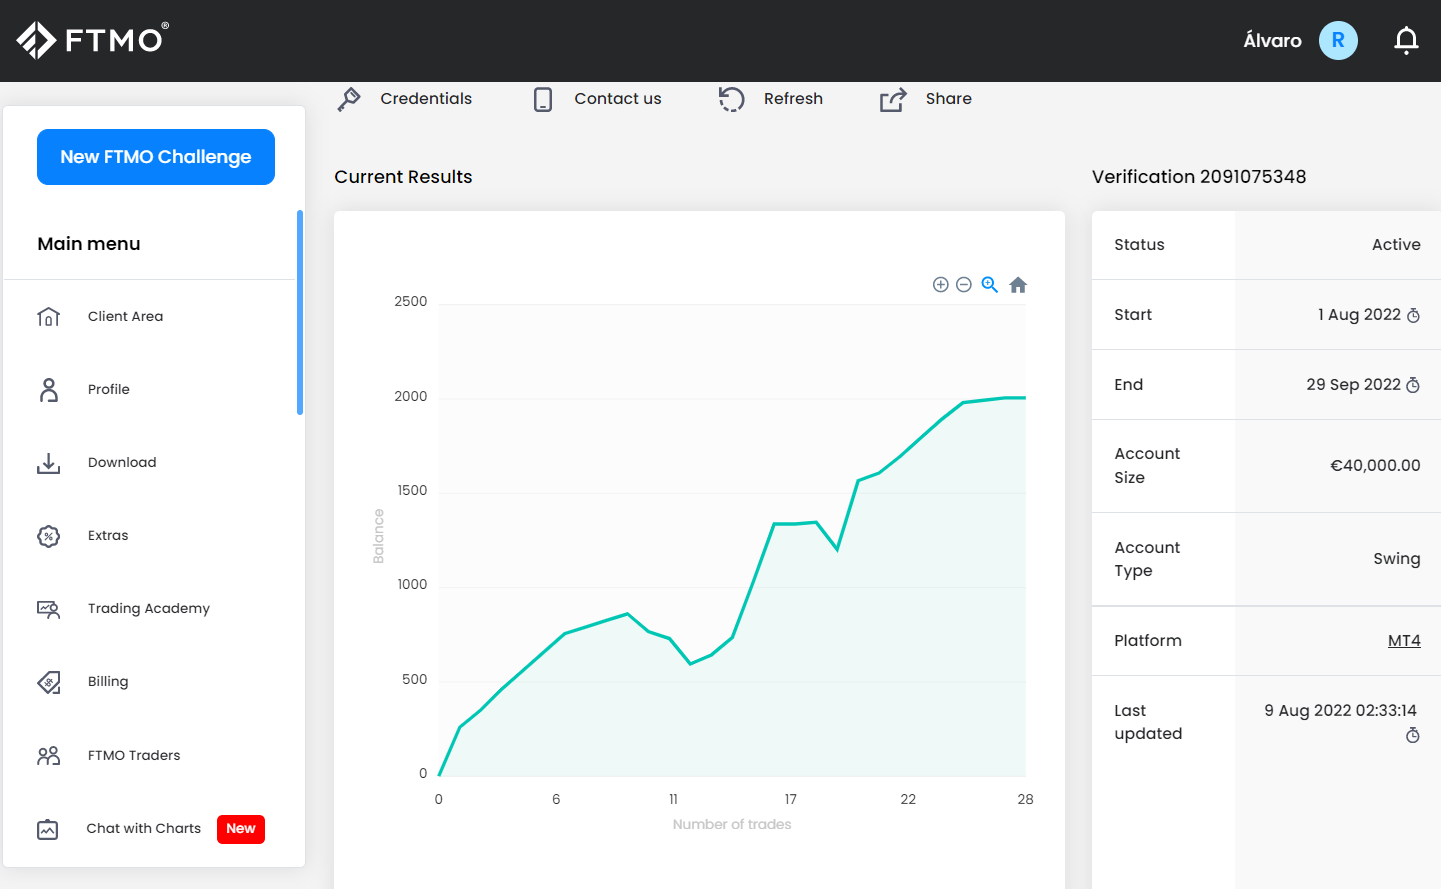 FTMO®
Álvaro
R
Credentials
Contact us
Refresh
Share
New FTMO Challenge
Main menu
Client Area
Profile
Download
Extras
Trading Academy
Billing
FTMO Traders
Chat with Charts
New
Current Results
2500
2000
1500
1000
500
0
Balance
0
6
11
17
22
28
Number of trades
Verification 2091075348
Status
Active
Start
1 Aug 2022
End
29 Sep 2022
Account
Size
€40,000.00
Account
Type
Swing
Platform
MT4
Last
updated
9 Aug 2022 02:33:14